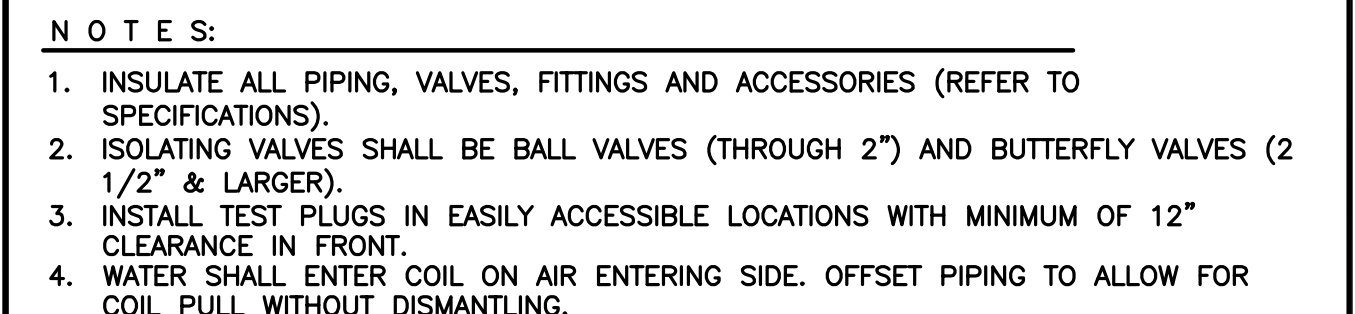 N O T E S:
1. INSULATE ALL PIPING, VALVES, FITTINGS AND ACCESSORIES (REFER TO
SPECIFICATIONS).
2. ISOLATING VALVES SHALL BE BALL VALVES (THROUGH 2") AND BUTTERFLY VALVES (2
1/2" & LARGER).
3. INSTALL TEST PLUGS IN EASILY ACCESSIBLE LOCATIONS WITH MINIMUM OF 12"
CLEARANCE IN FRONT.
4. WATER SHALL ENTER COIL ON AIR ENTERING SIDE. OFFSET PIPING TO ALLOW FOR
COIL PULL WITHOUT DISMANTLING.